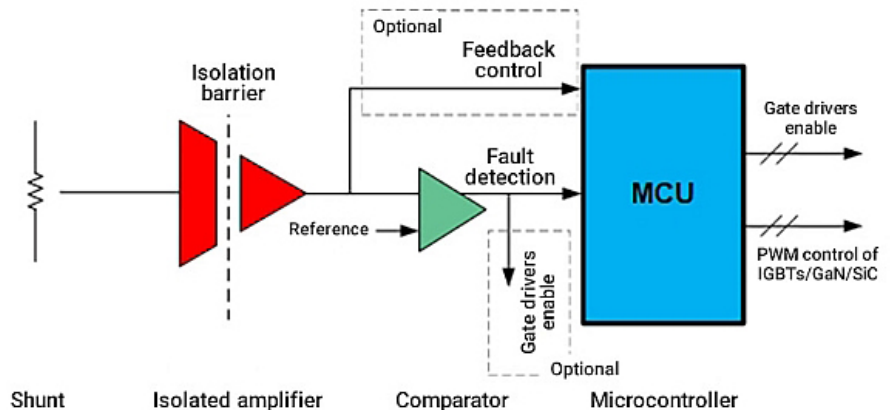 Optional
Feedback
control
Isolation
barrier
Gate drivers
enable
Fault
detection
MCU
Reference
PWM control of
IGBTs/GaN/SiC
Gate drivers
enable
Optional
Shunt
Isolated amplifier
Comparator
Microcontroller